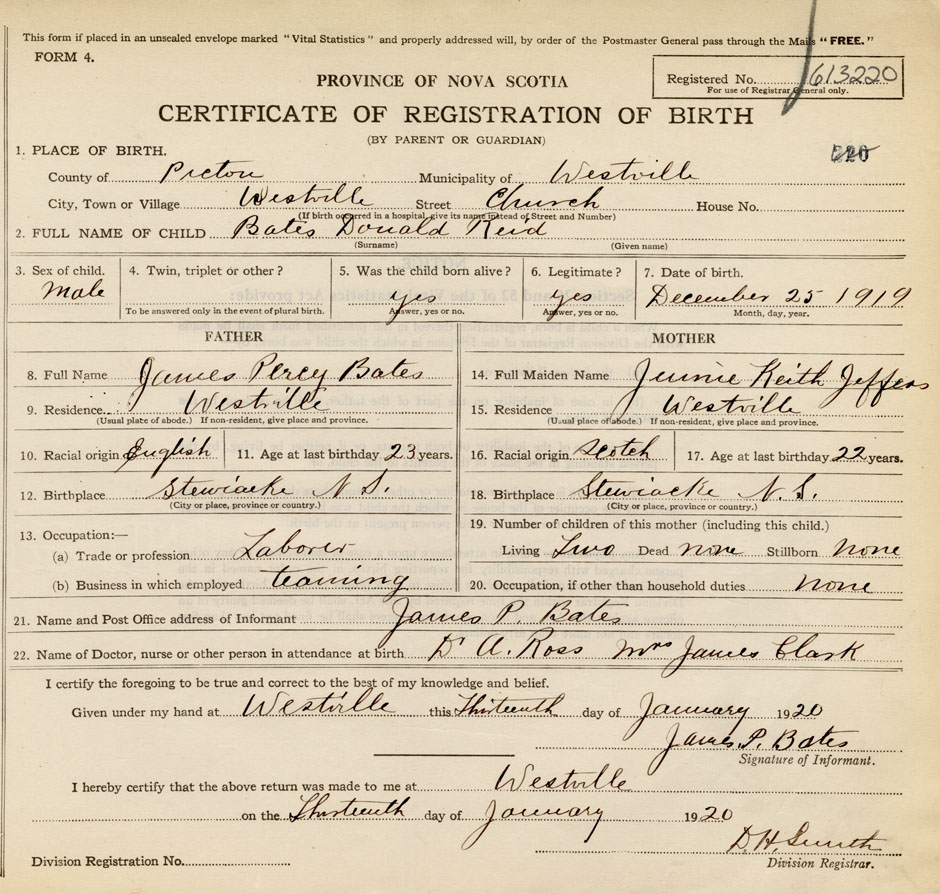 This form if placed in an unsealed envelope marked "Vital Statistics" and properly addressed will, by order of the Postmaster General pass through the Mails "FREE."
FORM 4.
PROVINCE OF NOVA SCOTIA
Registered No. 613220
For use of Registrar General only.
CERTIFICATE OF REGISTRATION OF BIRTH
(BY PARENT OR GUARDIAN)
1. PLACE OF BIRTH.
County of Pictou Municipality of Westville
City, Town or Village Westville Street Church House No.
(If birth occurred in a hospital, give its name instead of Street and Number)
2. FULL NAME OF CHILD Bates Donald Reid
(Surname) (Given name)
3. Sex of child. 4. Twin, triplet or other? 5. Was the child born alive? 6. Legitimate? 7. Date of birth.
Male yes yes December 25 1919
To be answered only in the event of plural birth. Answer, yes or no. Answer, yes or no. Month, day, year.
FATHER MOTHER
8. Full Name James Percy Bates 14. Full Maiden Name Jennie Keith Jeffers
9. Residence Westville 15. Residence Westville
(Usual place of abode.) If non-resident, give place and province. (Usual place of abode.) If non-resident, give place and province.
10. Racial origin English 11. Age at last birthday 23 years. 16. Racial origin Scotch 17. Age at last birthday 22 years.
12. Birthplace Stewiacke N.S. 18. Birthplace Stewiacke N.S.
(City or place, province or country.) (City or place, province or country.)
13. Occupation:— 19. Number of children of this mother (including this child.)
(a) Trade or profession Laborer Living Two Dead none Stillborn none
(b) Business in which employed teaming 20. Occupation, if other than household duties none
21. Name and Post Office address of Informant James P. Bates
22. Name of Doctor, nurse or other person in attendance at birth Dr A. Ross Mrs James Clark
I certify the foregoing to be true and correct to the best of my knowledge and belief.
Given under my hand at Westville this Thirteenth day of January 1920
James P. Bates
Signature of Informant.
I hereby certify that the above return was made to me at Westville
on the Thirteenth day of January 1920
D. H. Smith
Division Registration No. Division Registrar.